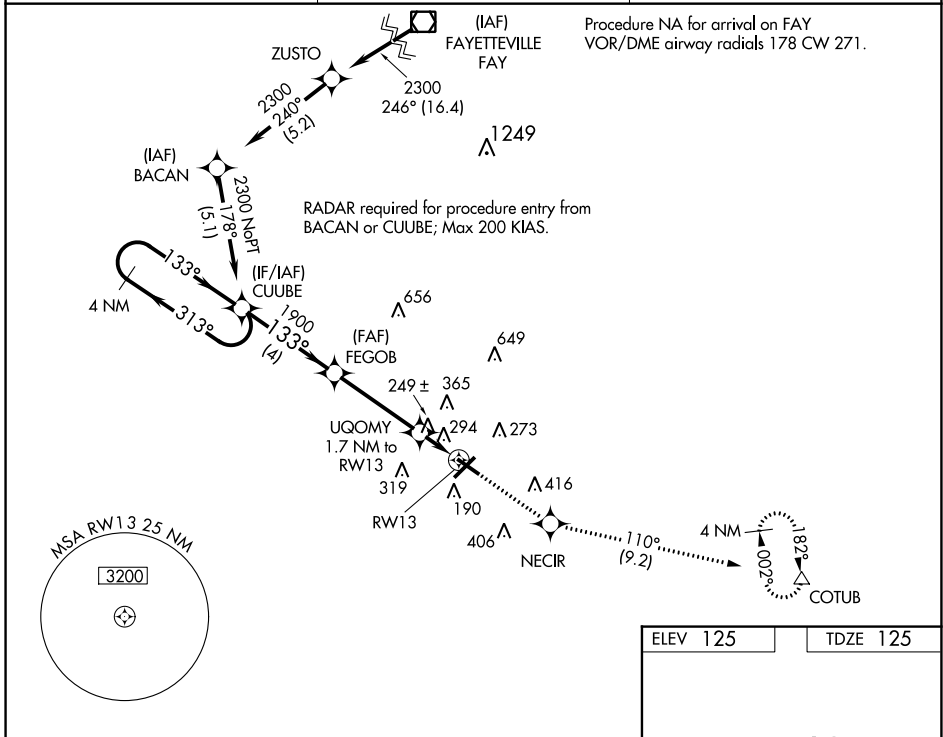 (IAF)
FAYETTEVILLE
FAY
Procedure NA for arrival on FAY
VOR/DME airway radials 178 CW 271.
ZUSTO
2300
246° (16.4)
2300
240°
(5.2)
1249
(IAF)
BACAN
2300 NoPT
178°
(5.1)
RADAR required for procedure entry from
BACAN or CUUBE; Max 200 KIAS.
133°
4 NM
313°
(IF/IAF)
CUUBE
1900
133°
(4)
656
(FAF)
FEGOB
649
249 ±
365
UQOMY
1.7 NM to
RW13
294
273
319
RW13
190
416
406
NECIR
110°
(9.2)
4 NM
182°
002°
COTUB
MSA RW13 25 NM
3200
ELEV 125
TDZE 125